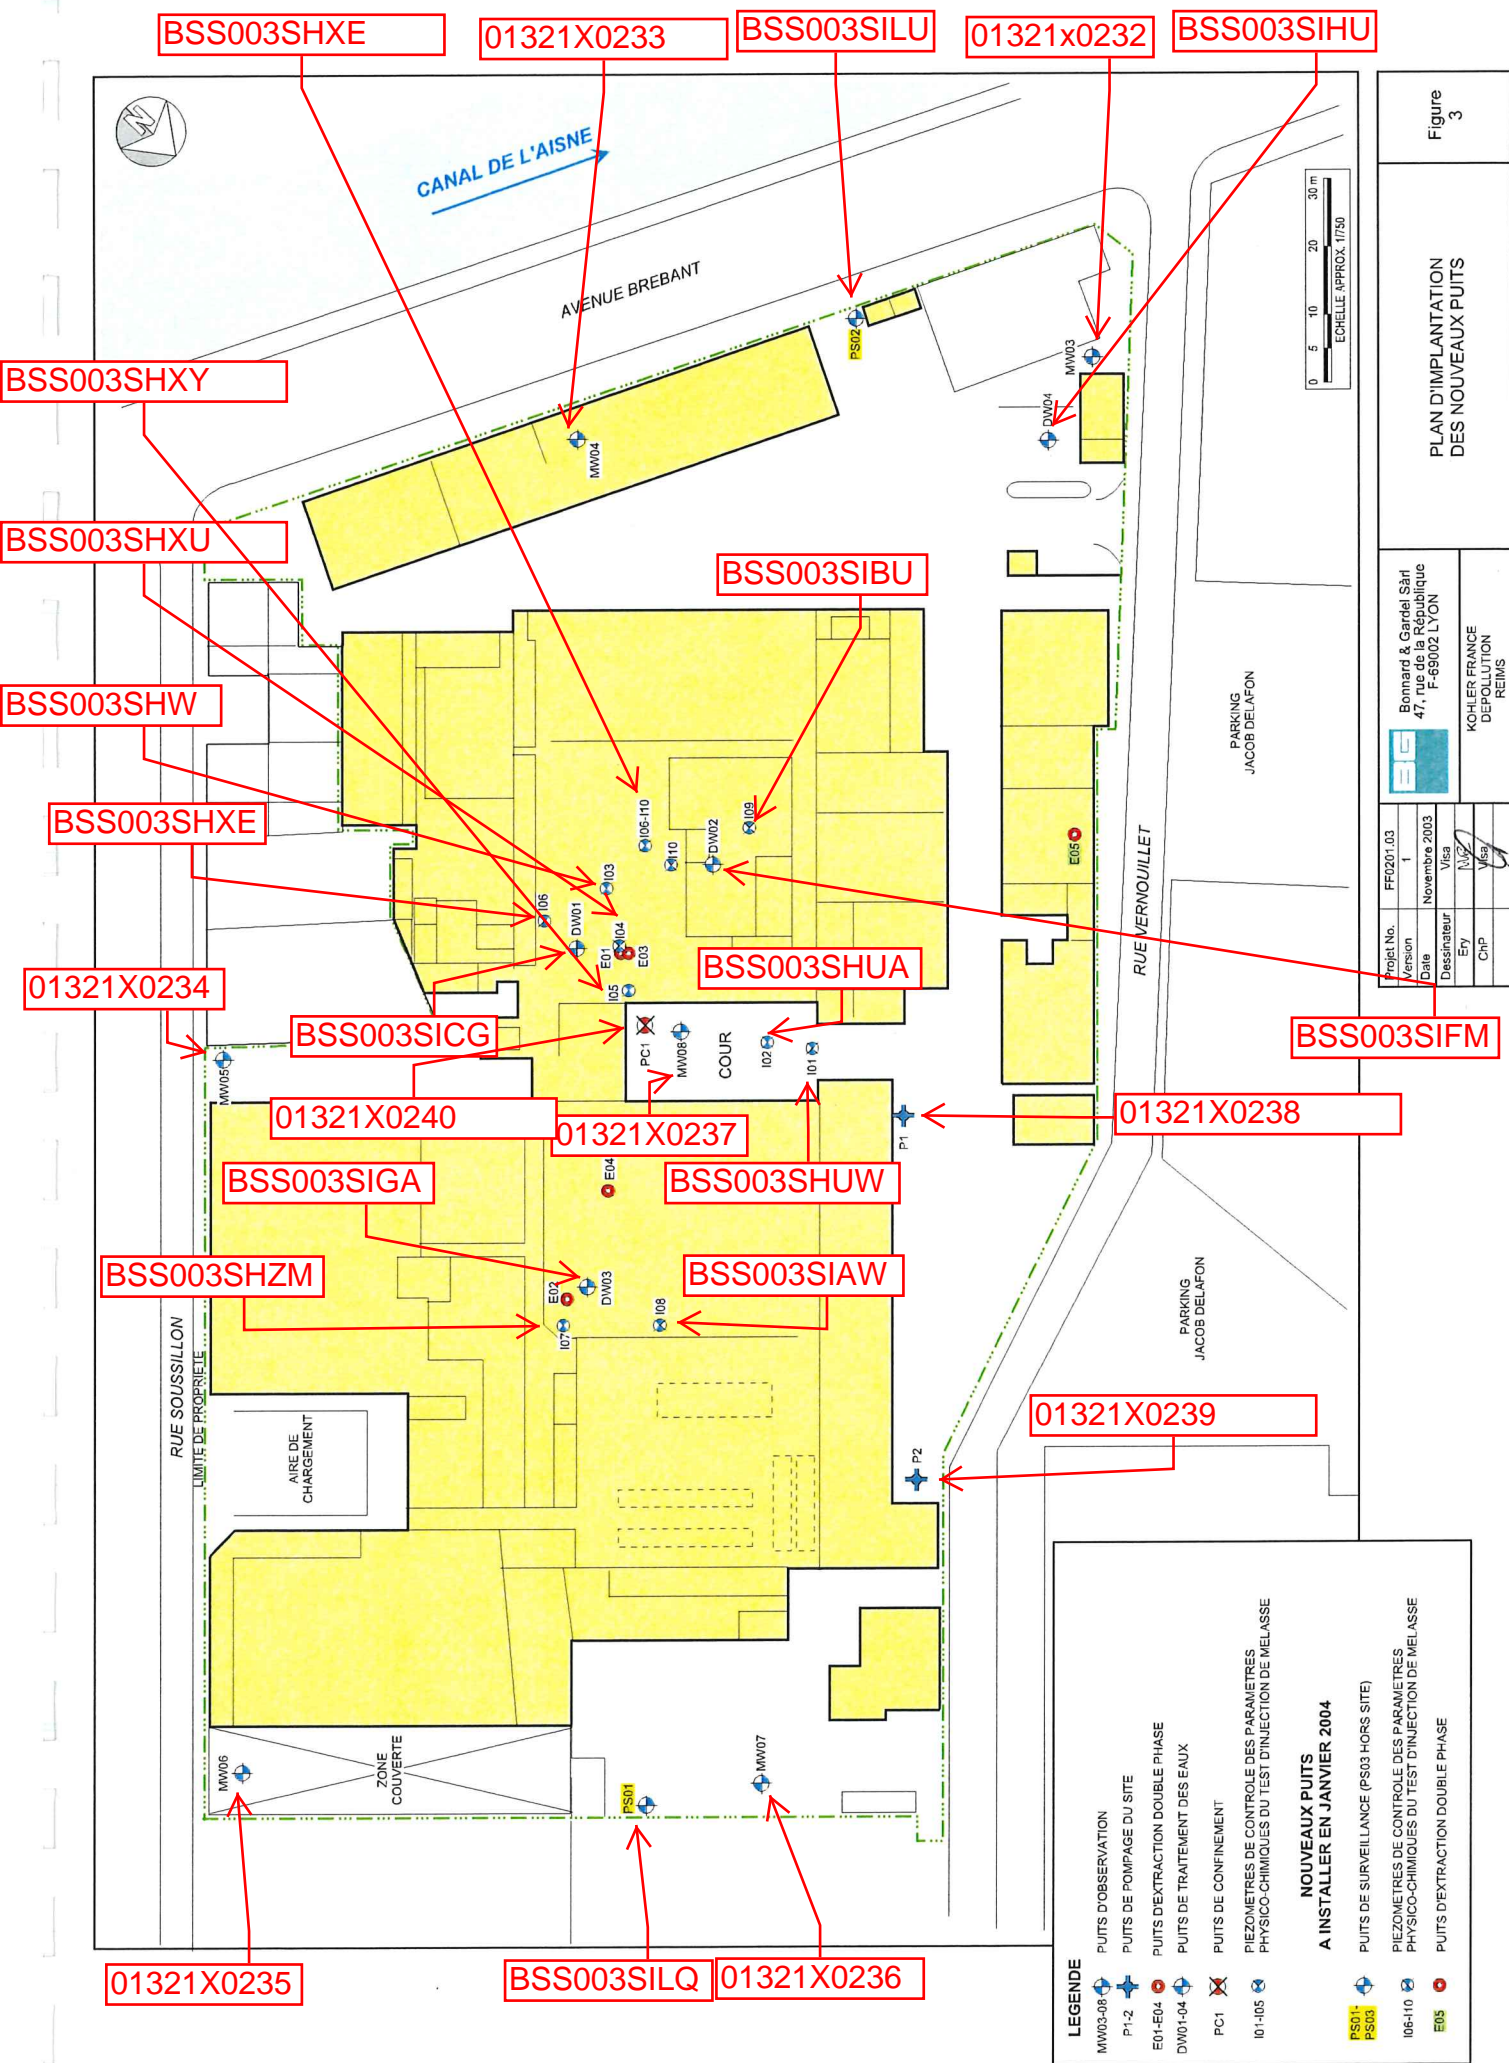 BSS003SHXE
01321X0233
BSS003SILU
01321x0232
BSS003SIHU
N
CANAL DE L'AISNE
AVENUE BREBANT
PS02
MW03
DW04
MW04
0 5 10 20 30 m
ECHELLE APPROX. 1/750
Figure
3
PLAN D'IMPLANTATION
DES NOUVEAUX PUITS
BSS003SHXY
BSS003SHXU
BSS003SIBU
BSS003SHW
BSS003SHXE
I06-I10
I09
I10
DW02
I03
I06
DW01
I04
E01
E03
I05
E05
PARKING
JACOB DELAFON
RUE VERNOUILLET
Bonnard & Gardel Sàrl
47, rue de la République
F-69002 LYON
KOHLER FRANCE
DEPOLLUTION
REIMS
Projet No. FF0201.03
Version 1
Date Novembre 2003
Dessinateur Visa
Ery
ChP Visa
01321X0234
BSS003SICG
BSS003SHUA
BSS003SIFM
MW05
PC1
MW08
COUR
I02
I01
01321X0240
01321X0237
01321X0238
P1
E04
BSS003SIGA
BSS003SHUW
BSS003SHZM
BSS003SIAW
E02
DW03
I07
I08
RUE SOUSSILLON
LIMITE DE PROPRIETE
AIRE DE
CHARGEMENT
PARKING
JACOB DELAFON
01321X0239
P2
MW06
ZONE
COUVERTE
PS01
MW07
01321X0235
BSS003SILQ
01321X0236
LEGENDE
MW03-08 PUITS D'OBSERVATION
P1-2 PUITS DE POMPAGE DU SITE
E01-E04 PUITS D'EXTRACTION DOUBLE PHASE
DW01-04 PUITS DE TRAITEMENT DES EAUX
PC1 PUITS DE CONFINEMENT
I01-I05 PIEZOMETRES DE CONTROLE DES PARAMETRES
PHYSICO-CHIMIQUES DU TEST D'INJECTION DE MELASSE
NOUVEAUX PUITS
A INSTALLER EN JANVIER 2004
PS01-
PS03 PUITS DE SURVEILLANCE (PS03 HORS SITE)
I06-I10 PIEZOMETRES DE CONTROLE DES PARAMETRES
PHYSICO-CHIMIQUES DU TEST D'INJECTION DE MELASSE
E05 PUITS D'EXTRACTION DOUBLE PHASE